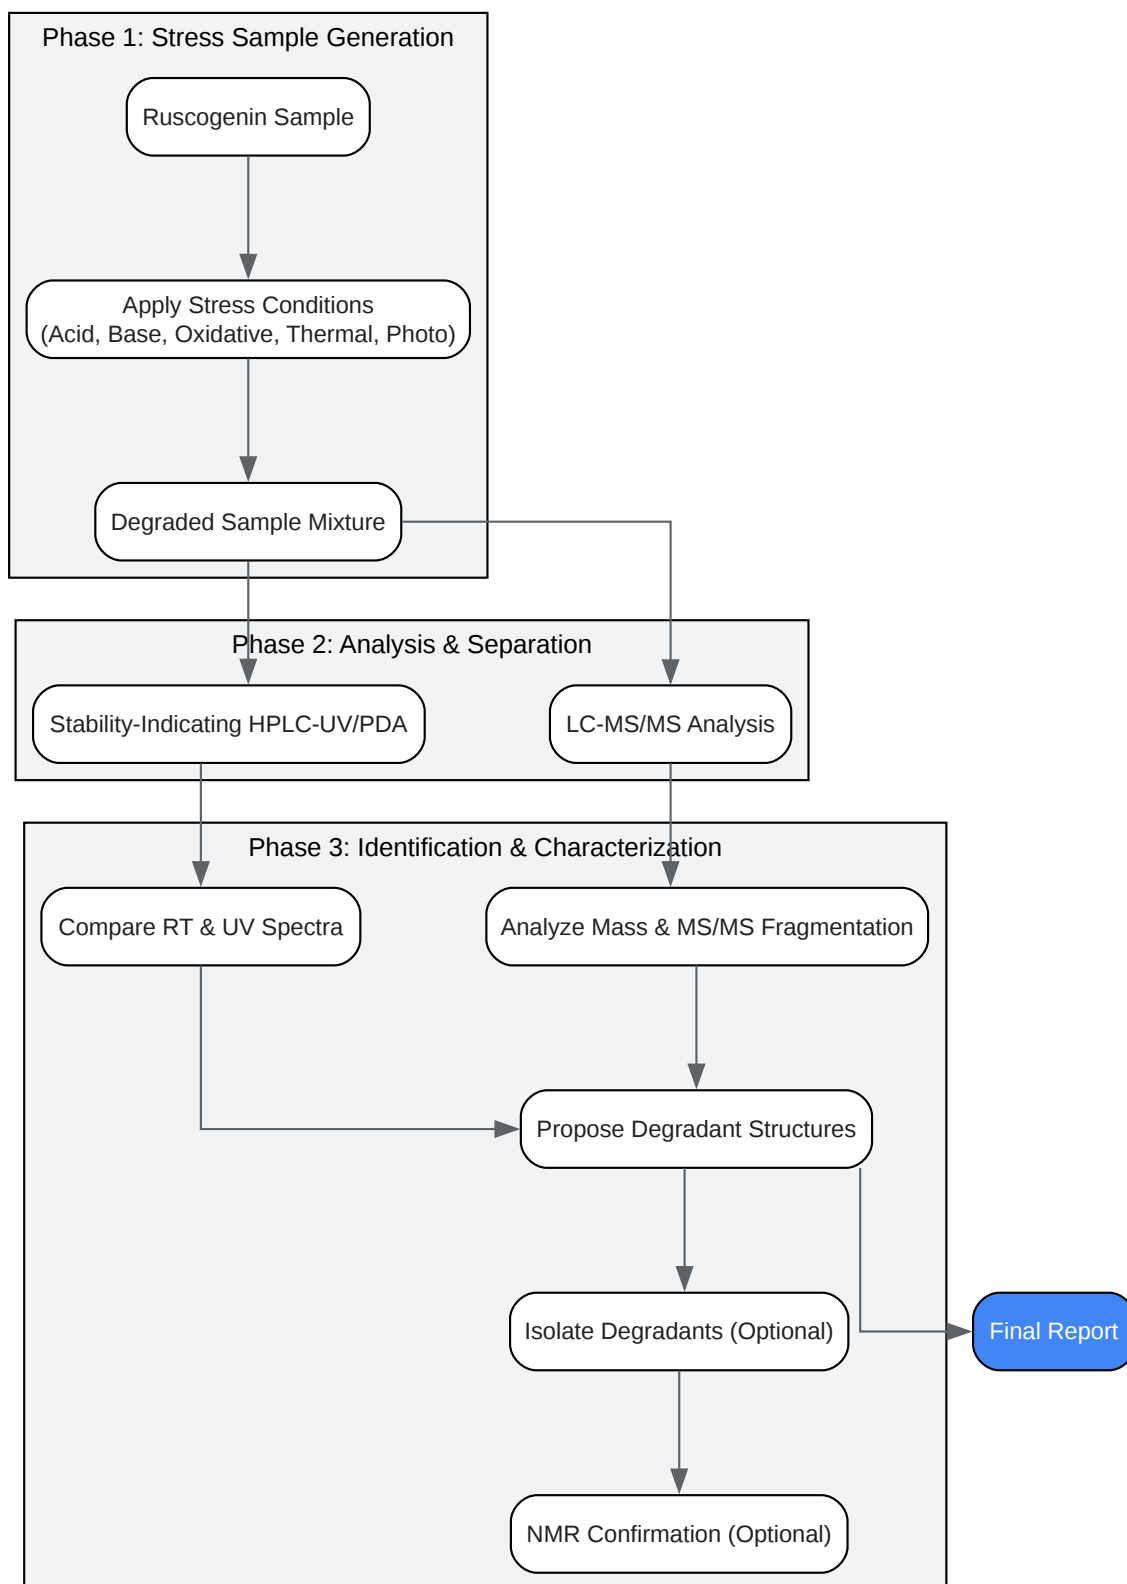 Phase 1: Stress Sample Generation
Ruscogenin Sample
Apply Stress Conditions
(Acid, Base, Oxidative, Thermal, Photo)
Degraded Sample Mixture
Phase 2: Analysis & Separation
Stability-Indicating HPLC-UV/PDA
LC-MS/MS Analysis
Phase 3: Identification & Characterization
Compare RT & UV Spectra
Analyze Mass & MS/MS Fragmentation
Propose Degradant Structures
Isolate Degradants (Optional)
Final Report
NMR Confirmation (Optional)